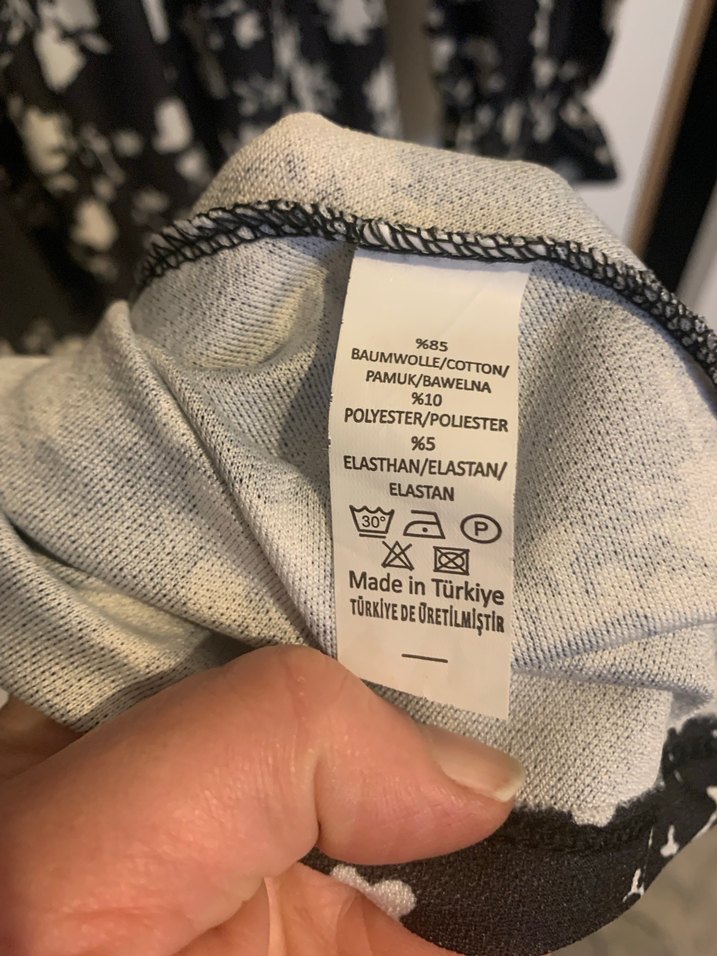 %85
BAUMWOLLE/COTTON/
PAMUK/BAWELNA
%10
POLYESTER/POLIESTER
%5
ELASTHAN/ELASTAN/
ELASTAN
30° P
Made in Türkiye
TÜRKİYE DE ÜRETİLMİŞTİR